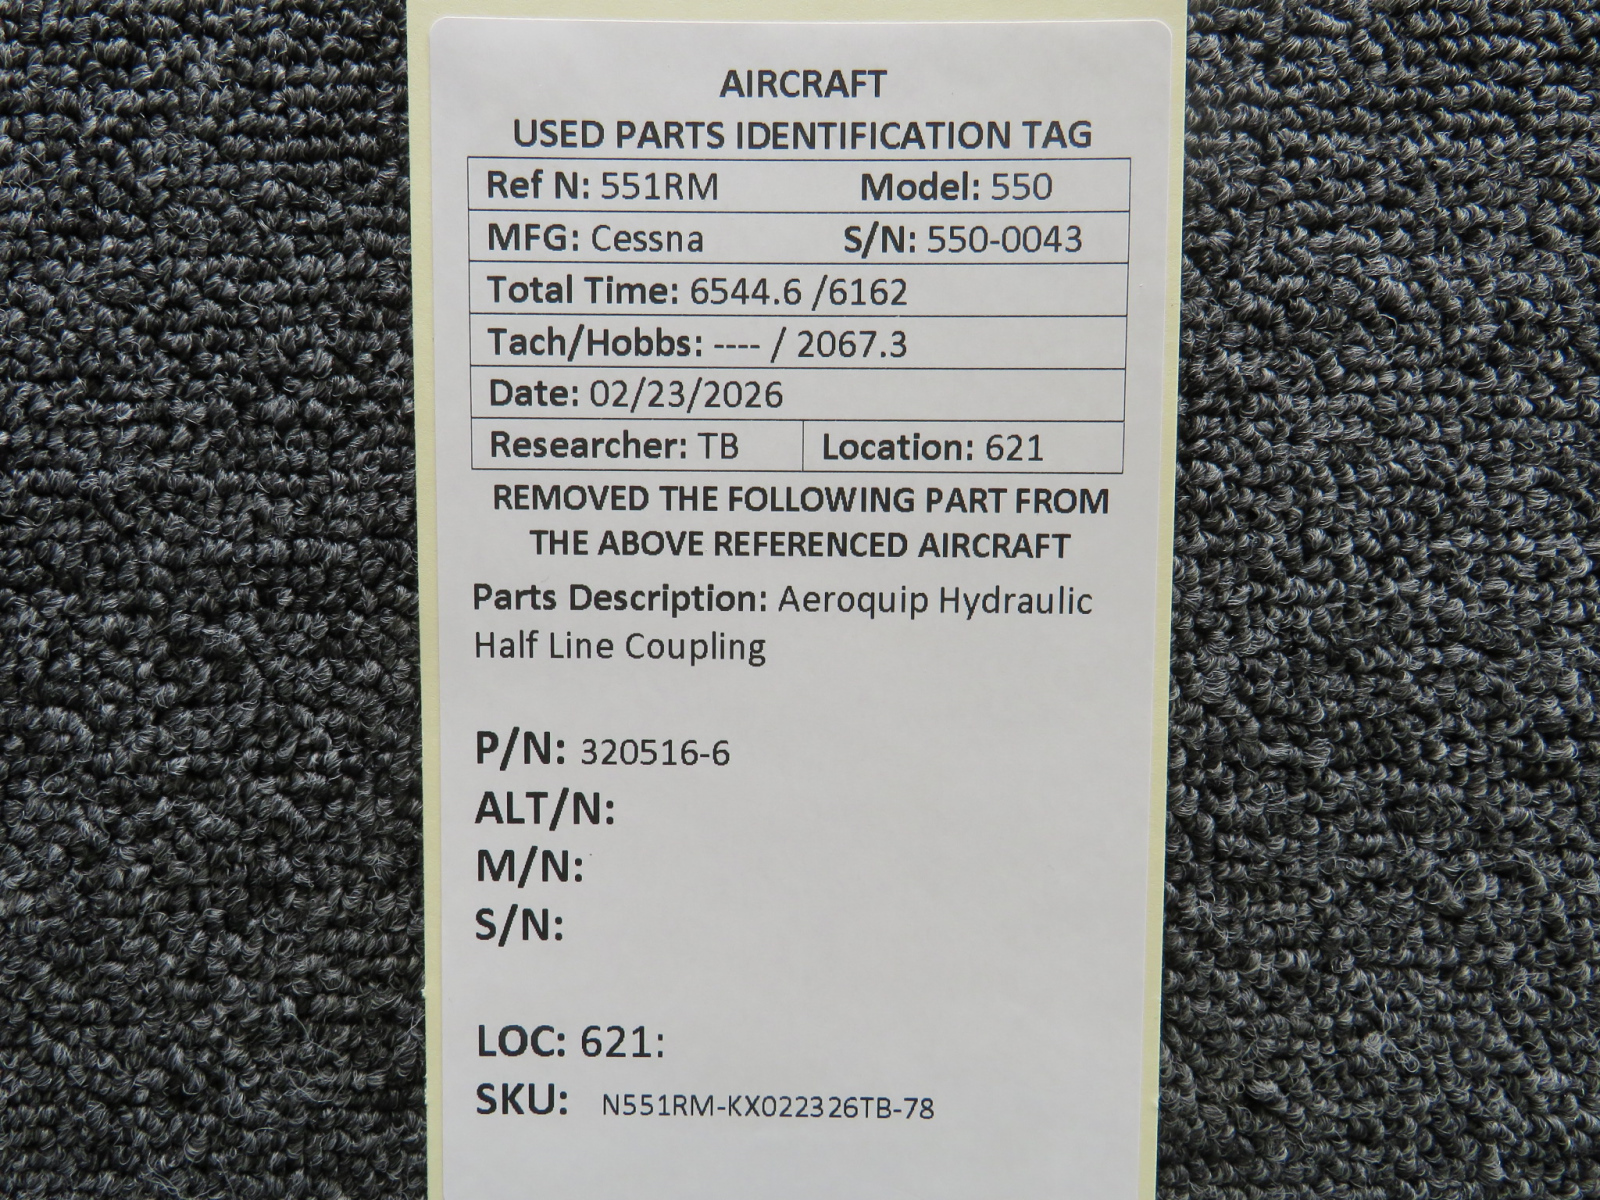 AIRCRAFT
USED PARTS IDENTIFICATION TAG
Ref N: 551RM Model: 550
MFG: Cessna S/N: 550-0043
Total Time: 6544.6 /6162
Tach/Hobbs: ---- / 2067.3
Date: 02/23/2026
Researcher: TB Location: 621
REMOVED THE FOLLOWING PART FROM
THE ABOVE REFERENCED AIRCRAFT
Parts Description: Aeroquip Hydraulic
Half Line Coupling
P/N: 320516-6
ALT/N:
M/N:
S/N:
LOC: 621:
SKU: N551RM-KX022326TB-78